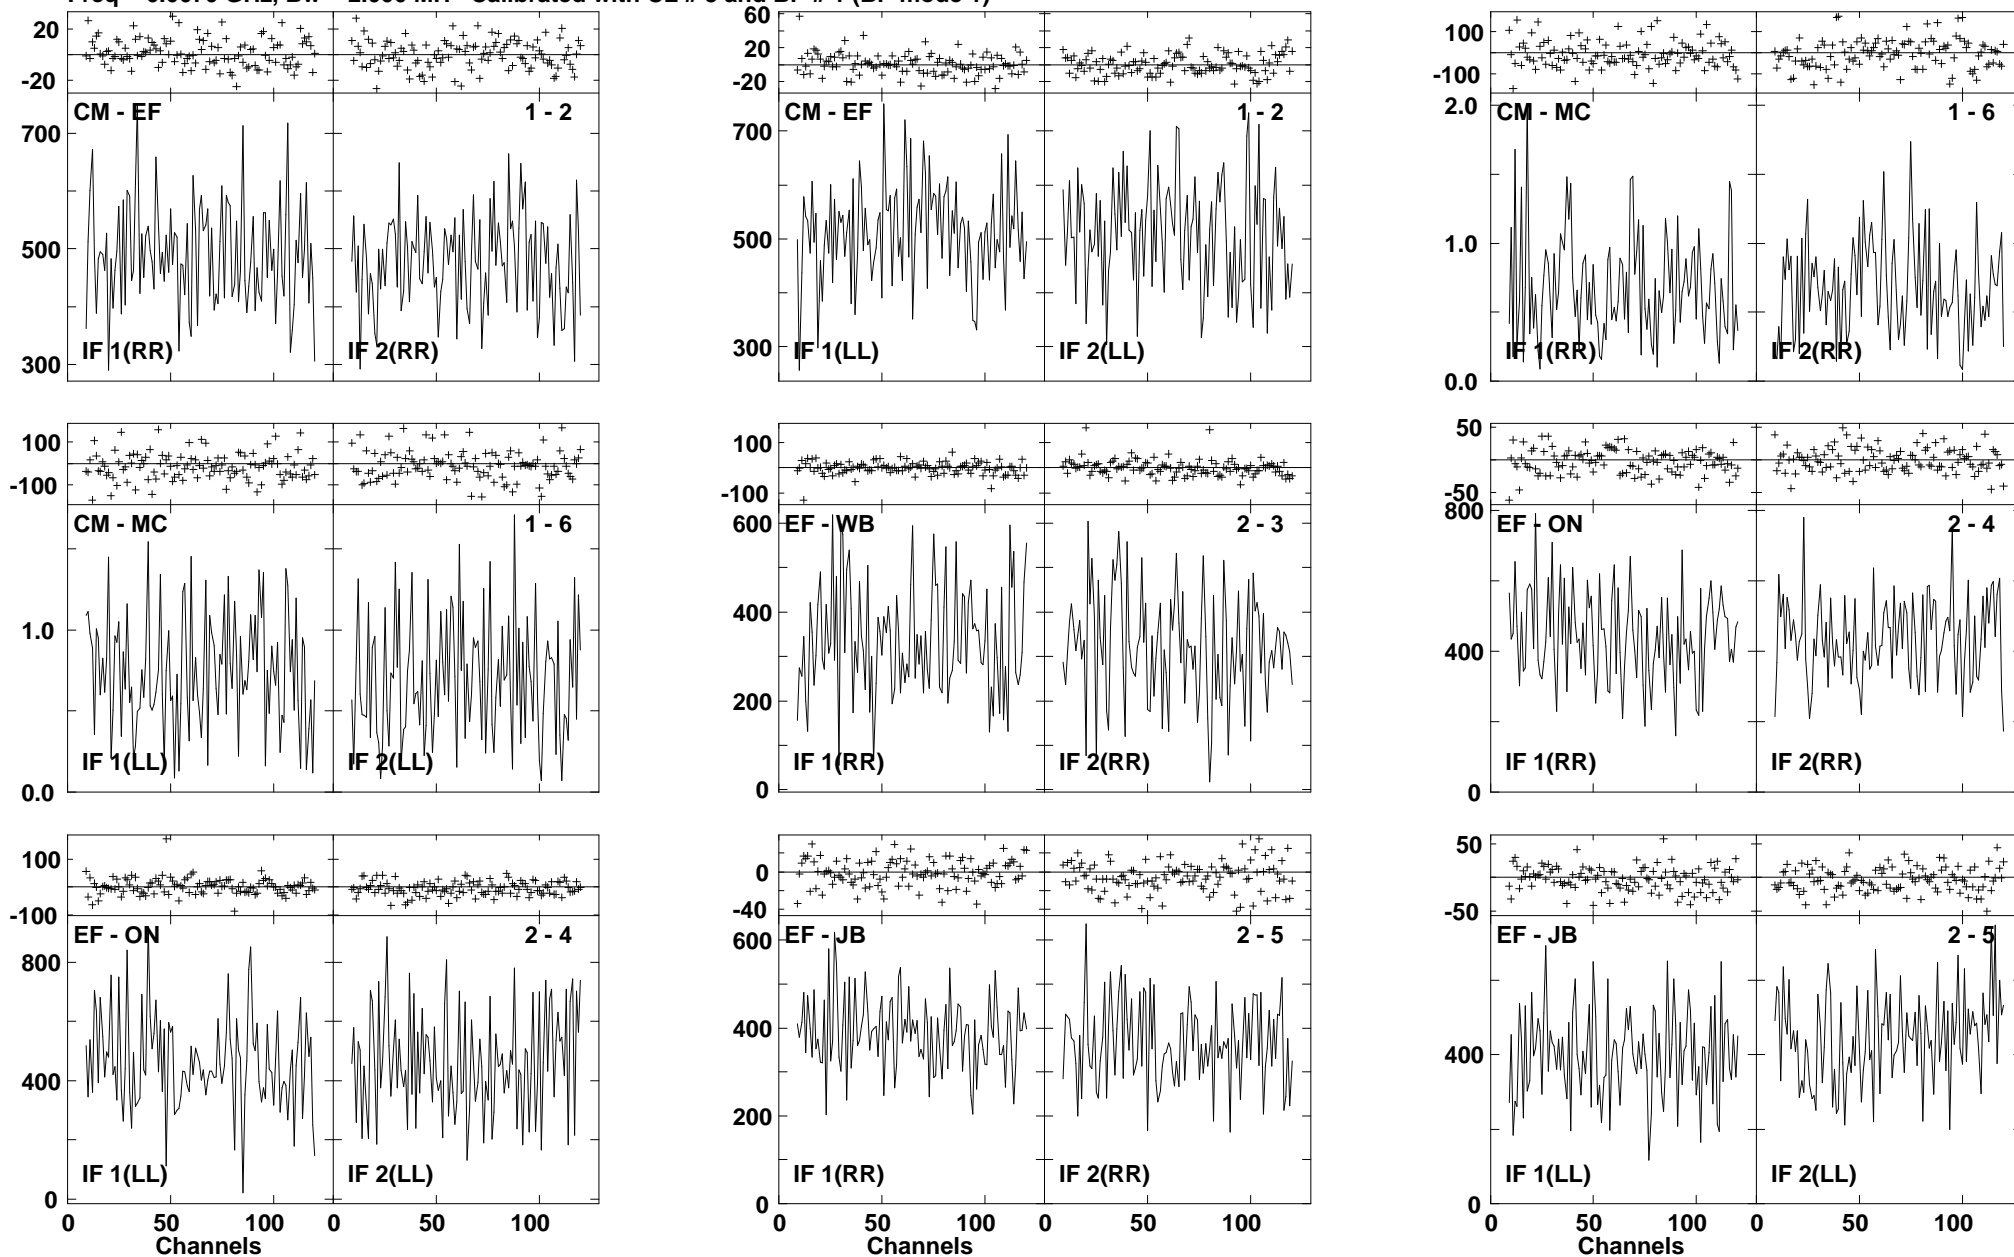 20
-20
CM - EF
1 - 2
700
500
300
IF 1(RR)
IF 2(RR)
60
20
-20
CM - EF
1 - 2
700
500
300
IF 1(LL)
IF 2(LL)
100
-100
2.0
CM - MC
1 - 6
1.0
0.0
IF 1(RR)
IF 2(RR)
100
-100
CM - MC
1 - 6
1.0
0.0
IF 1(LL)
IF 2(LL)
100
-100
600
EF - WB
2 - 3
400
200
0
IF 1(RR)
IF 2(RR)
50
-50
800
EF - ON
2 - 4
400
0
IF 1(RR)
IF 2(RR)
100
-100
EF - ON
2 - 4
800
400
0
IF 1(LL)
IF 2(LL)
0 50 100 0 50 100
Channels
0
-40
EF - JB
2 - 5
600
400
200
0
IF 1(RR)
IF 2(RR)
0 50 100 0 50 100
Channels
50
-50
EF - JB
2 - 5
400
0
IF 1(LL)
IF 2(LL)
0 50 100 0 50 100
Channels